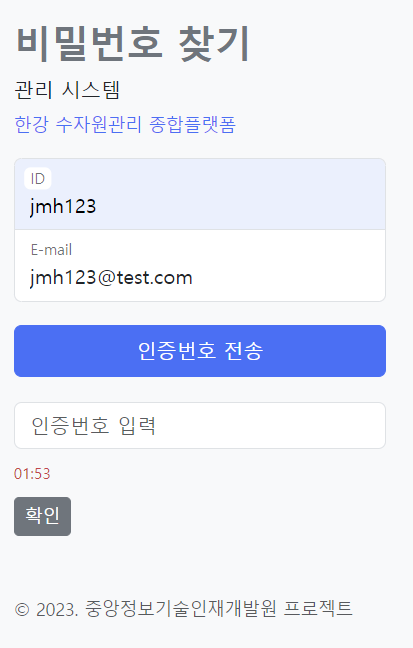 비밀번호 찾기
관리 시스템
한강 수자원관리 종합플랫폼
ID
jmh123
E-mail
jmh123@test.com
인증번호 전송
인증번호 입력
01:53
확인
© 2023. 중앙정보기술인재개발원 프로젝트